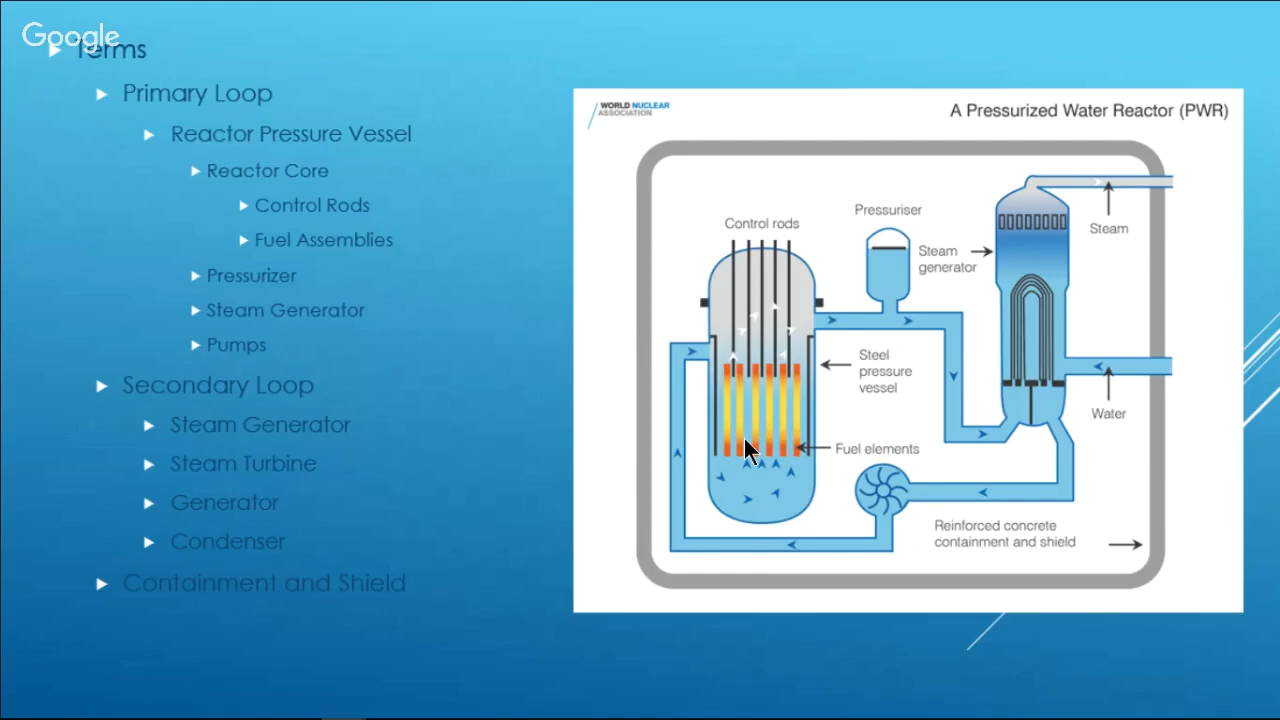 Google
Terms
Primary Loop
Reactor Pressure Vessel
Reactor Core
Control Rods
Fuel Assemblies
Pressurizer
Steam Generator
Pumps
Secondary Loop
Steam Generator
Steam Turbine
Generator
Condenser
Containment and Shield
WORLD NUCLEAR
ASSOCIATION
A Pressurized Water Reactor (PWR)
Control rods
Pressuriser
Steam
generator
Steam
Steel
pressure
vessel
Water
Fuel elements
Reinforced concrete
containment and shield